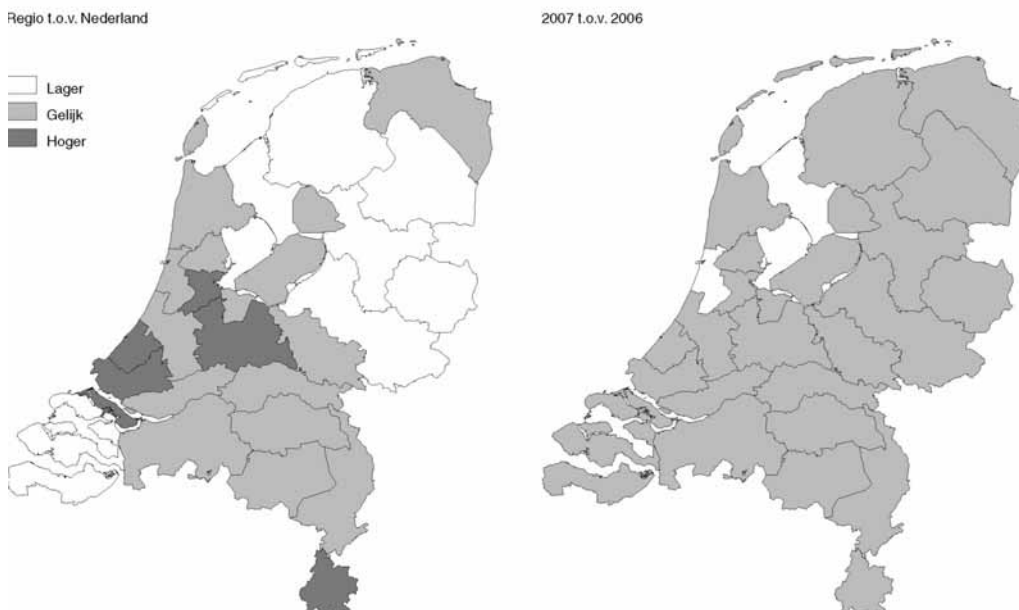 Regio t.o.v. Nederland
Lager
Gelijk
Hoger
2007 t.o.v. 2006